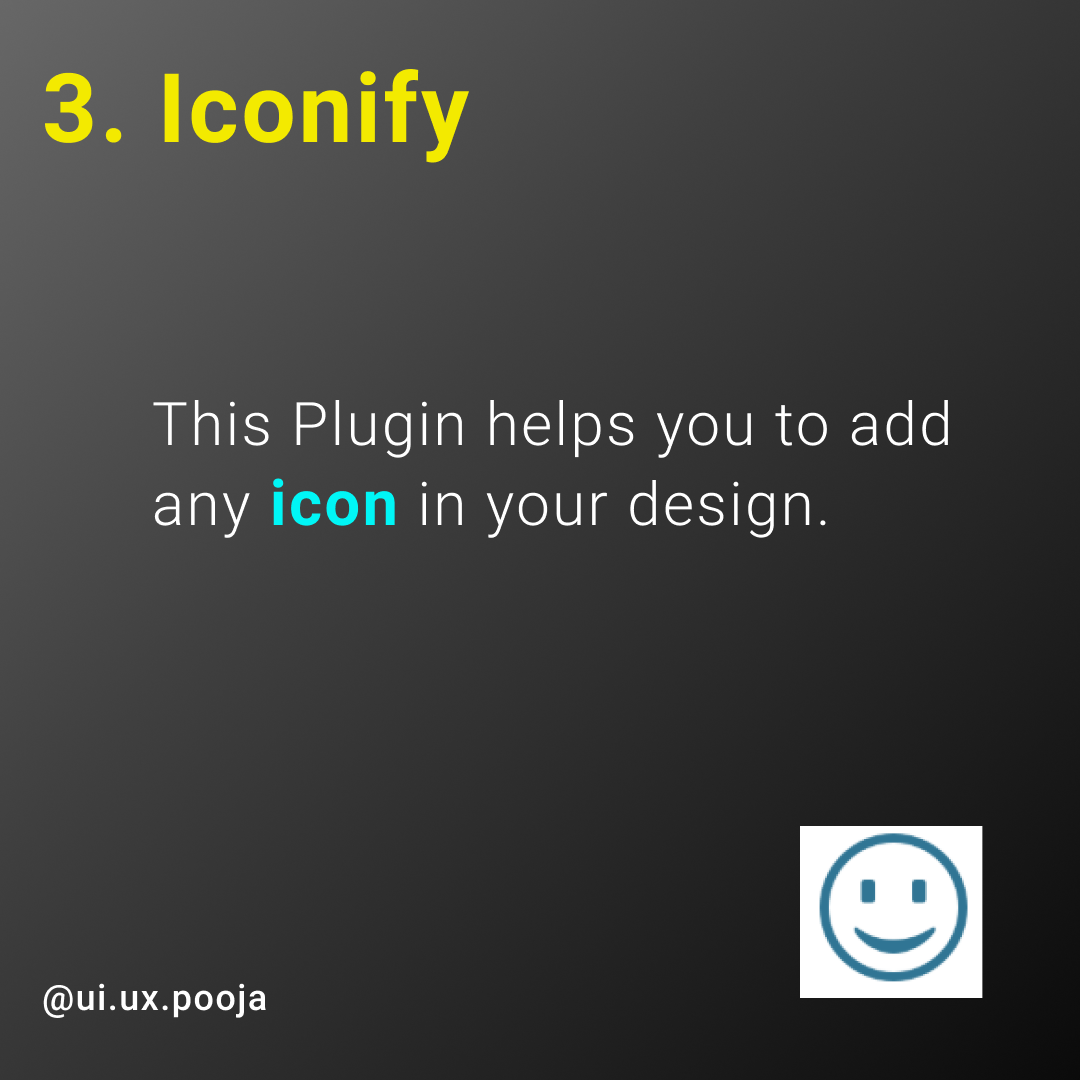 3. Iconify
This Plugin helps you to add
any icon in your design.
@ui.ux.pooja